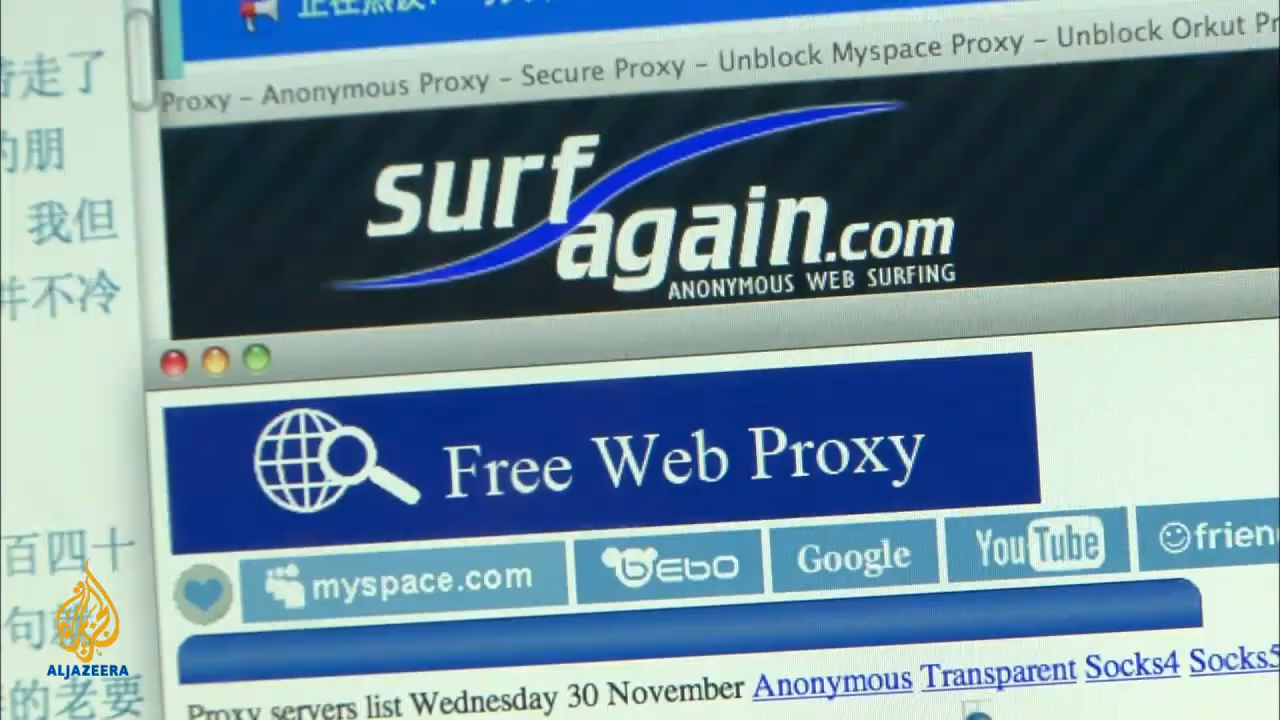 Proxy – Anonymous Proxy – Secure Proxy – Unblock Myspace Proxy – Unblock Orkut Pr
surf
again.com
ANONYMOUS WEB SURFING
Free Web Proxy
myspace.com
BEBO
Google
YouTube
frien
Proxy servers list Wednesday 30 November Anonymous Transparent Socks4 Socks5
走了
的朋
我但
并不冷
百四十
句
的老要
ALJAZEERA